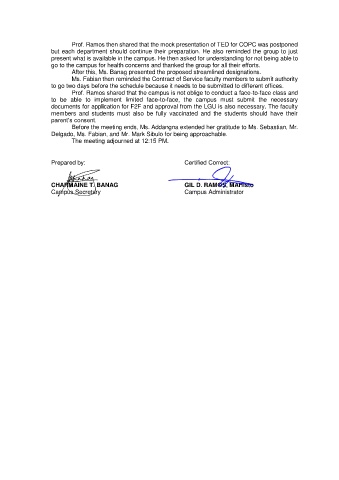 Prof. Ramos then shared that the mock presentation of TED for COPC was postponed
but each department should continue their preparation. He also reminded the group to just
present what is available in the campus. He then asked for understanding for not being able to
go to the campus for health concerns and thanked the group for all their efforts.
After this, Ms. Banag presented the proposed streamlined designations.
Ms. Fabian then reminded the Contract of Service faculty members to submit authority
to go two days before the schedule because it needs to be submitted to different offices.
Prof. Ramos shared that the campus is not oblige to conduct a face-to-face class and
to be able to implement limited face-to-face, the campus must submit the necessary
documents for application for F2F and approval from the LGU is also necessary. The faculty
members and students must also be fully vaccinated and the students should have their
parent's consent.
Before the meeting ends, Ms. Addangna extended her gratitude to Ms. Sebastian, Mr.
Delgado, Ms. Fabian, and Mr. Mark Sibulo for being approachable.
The meeting adjourned at 12:15 PM.
Prepared by: Certified Correct:
CHARMAINE T. BANAG GIL D. RAMOS,
Campus Secretary Campus Administrator